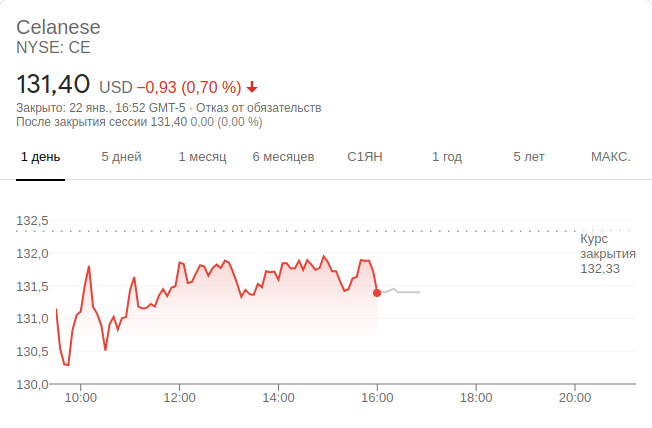 Celanese
NYSE: CE
131,40 USD −0,93 (0,70 %)
Закрыто: 22 янв., 16:52 GMT-5 · Отказ от обязательств
После закрытия сессии 131,40 0,00 (0,00 %)
1 день 5 дней 1 месяц 6 месяцев С1ЯН 1 год 5 лет МАКС.
132,5
Курс
закрытия
132,33
132,0
131,5
131,0
130,5
130,0
10:00 12:00 14:00 16:00 18:00 20:00